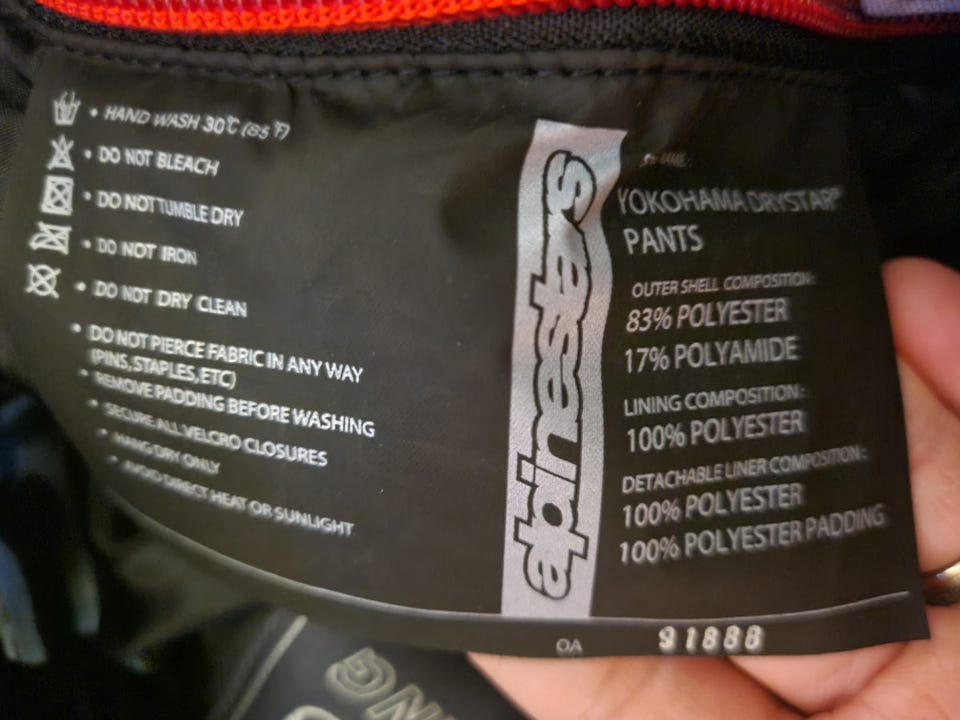 • HAND WASH 30°C (85°F)
• DO NOT BLEACH
• DO NOT TUMBLE DRY
• DO NOT IRON
• DO NOT DRY CLEAN
• DO NOT PIERCE FABRIC IN ANY WAY
(PINS, STAPLES, ETC)
• REMOVE PADDING BEFORE WASHING
• SECURE ALL VELCRO CLOSURES
• HANG DRY ONLY
• AVOID DIRECT HEAT OR SUNLIGHT
alpinestars
YOKOHAMA DRYSTAR®
PANTS
OUTER SHELL COMPOSITION:
83% POLYESTER
17% POLYAMIDE
LINING COMPOSITION:
100% POLYESTER
DETACHABLE LINER COMPOSITION:
100% POLYESTER
100% POLYESTER PADDING
OA
91888